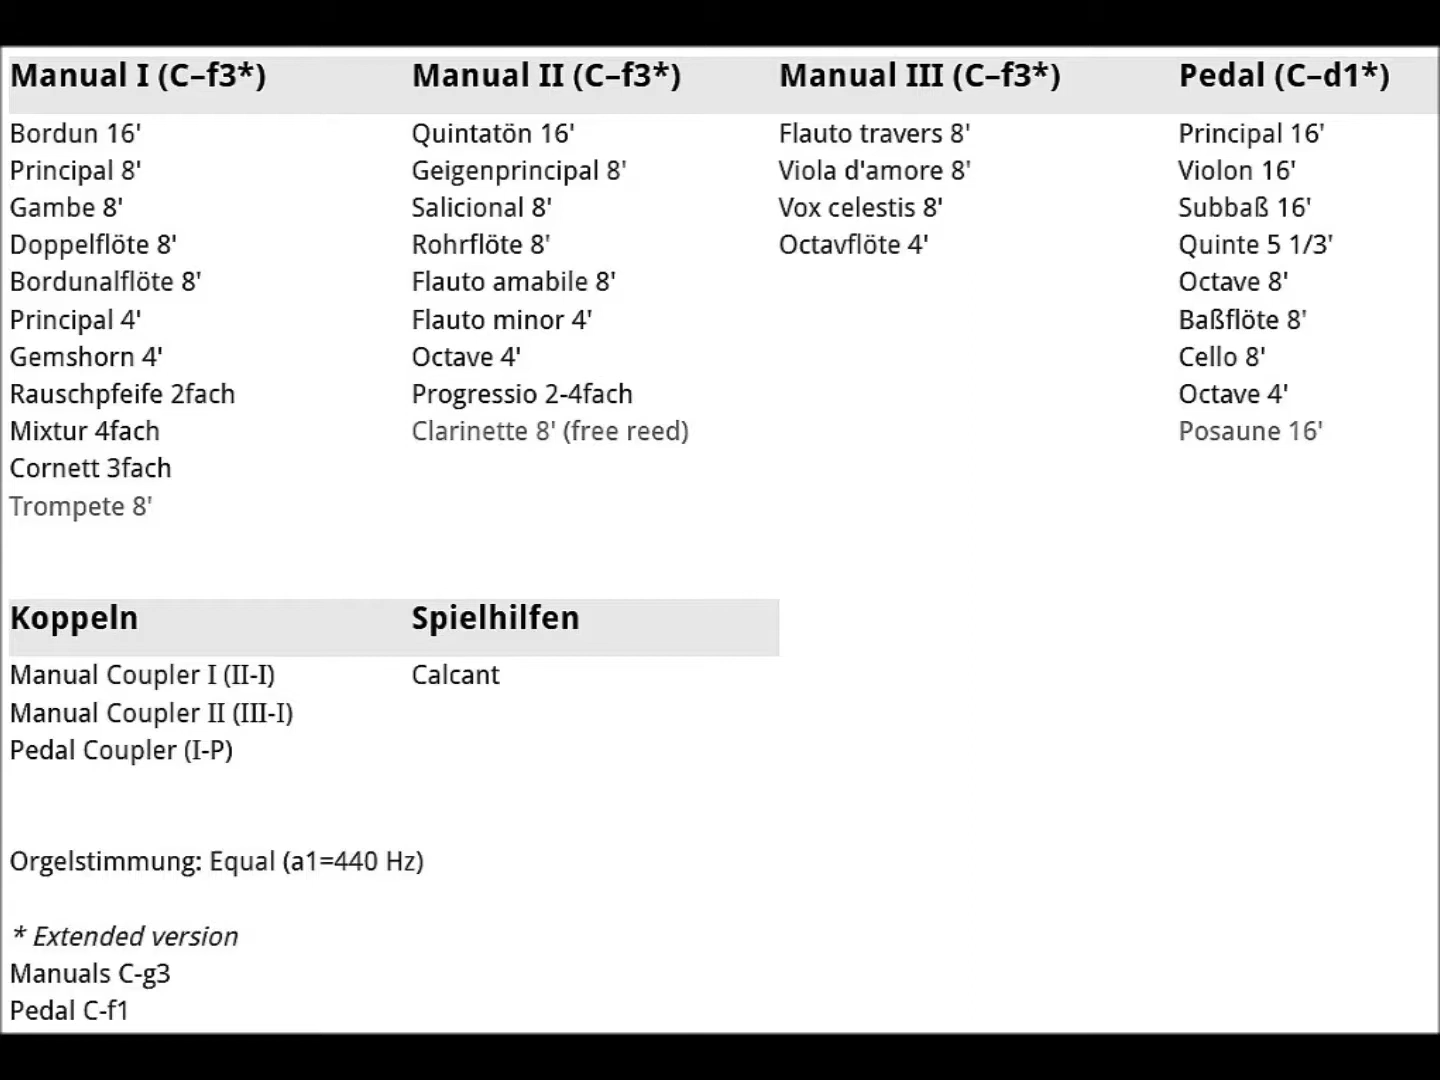 Manual I (C–f3*)
Bordun 16'
Principal 8'
Gambe 8'
Doppelflöte 8'
Bordunalflöte 8'
Principal 4'
Gemshorn 4'
Rauschpfeife 2fach
Mixtur 4fach
Cornett 3fach
Trompete 8'
Manual II (C–f3*)
Quintatön 16'
Geigenprincipal 8'
Salicional 8'
Rohrflöte 8'
Flauto amabile 8'
Flauto minor 4'
Octave 4'
Progressio 2-4fach
Clarinette 8' (free reed)
Manual III (C–f3*)
Flauto travers 8'
Viola d'amore 8'
Vox celestis 8'
Octavflöte 4'
Pedal (C–d1*)
Principal 16'
Violon 16'
Subbaß 16'
Quinte 5 1/3'
Octave 8'
Baßflöte 8'
Cello 8'
Octave 4'
Posaune 16'
Koppeln
Manual Coupler I (II-I)
Manual Coupler II (III-I)
Pedal Coupler (I-P)
Spielhilfen
Calcant
Orgelstimmung: Equal (a1=440 Hz)
* Extended version
Manuals C-g3
Pedal C-f1